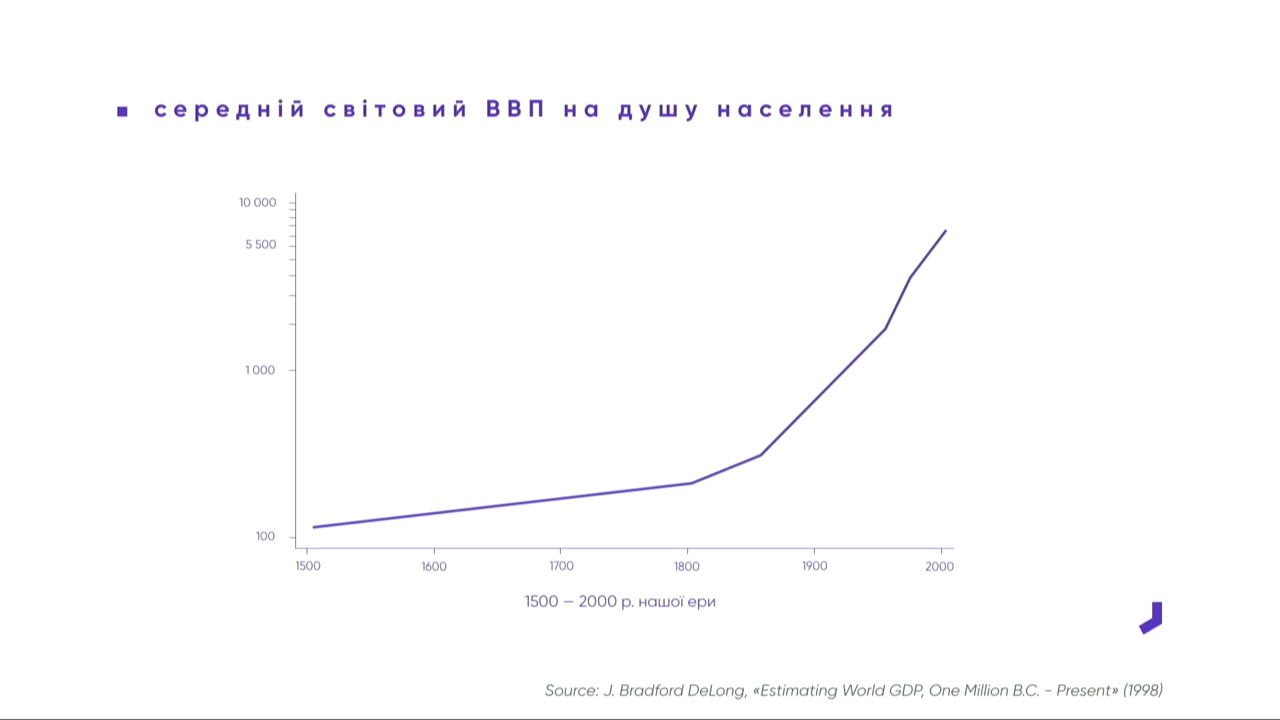 середній світовий ВВП на душу населення
10 000
5 500
1 000
100
1500 1600 1700 1800 1900 2000
1500 – 2000 р. нашої ери
Source: J. Bradford DeLong, «Estimating World GDP, One Million B.C. - Present» (1998)